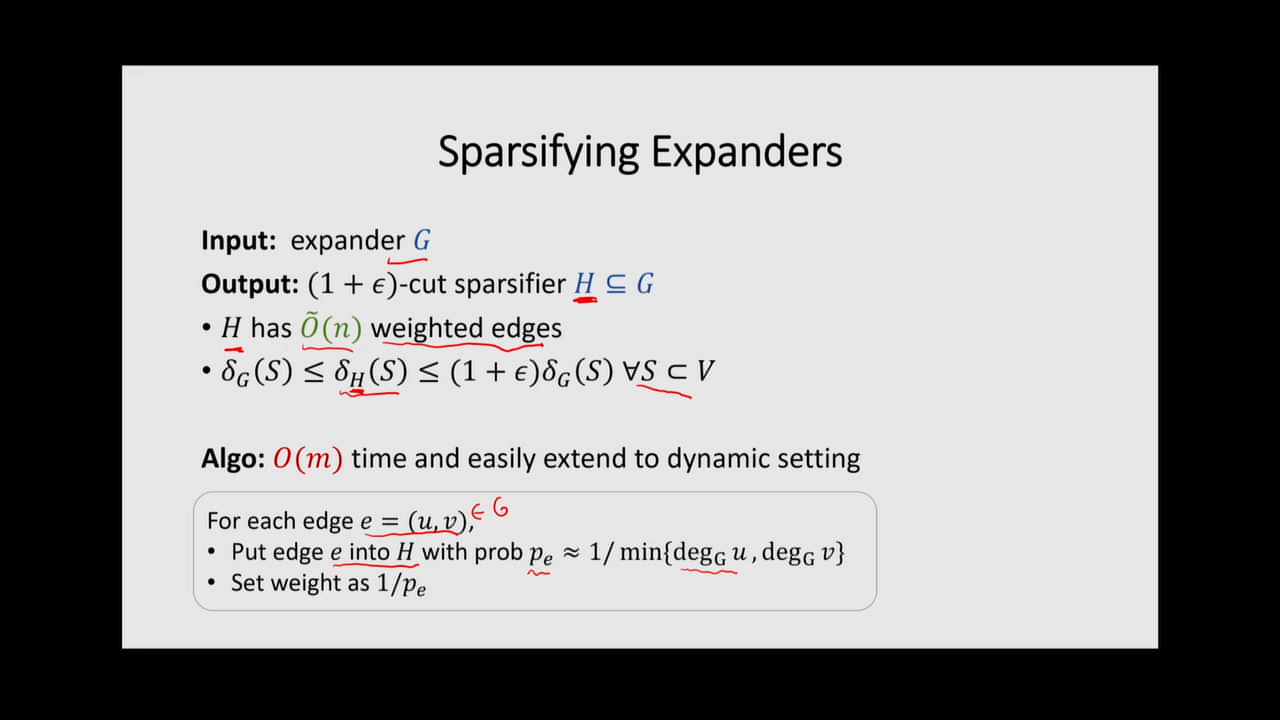 Sparsifying Expanders
Input: expander G
Output: (1 + ϵ)-cut sparsifier H ⊆ G
• H has Õ(n) weighted edges
• δ_G(S) ≤ δ_H(S) ≤ (1 + ϵ)δ_G(S) ∀S ⊂ V
Algo: O(m) time and easily extend to dynamic setting
For each edge e = (u, v), ∈ G
• Put edge e into H with prob p_e ≈ 1/ min{deg_G u , deg_G v}
• Set weight as 1/p_e